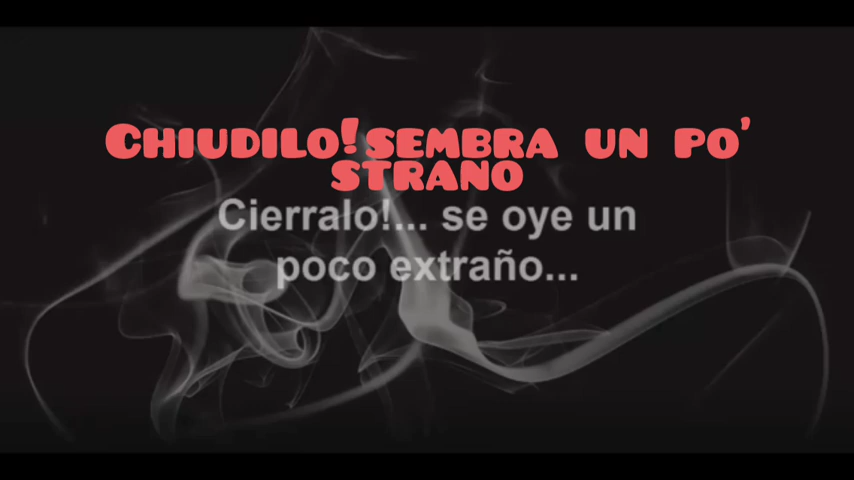 Chiudilo!sembra un po'
strano
Cierralo!... se oye un
poco extraño...